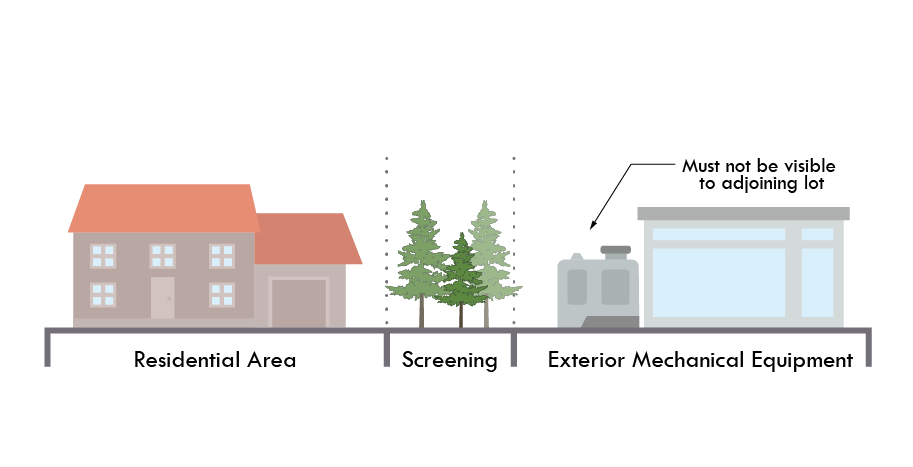 Must not be visible
to adjoining lot
Residential Area
Screening
Exterior Mechanical Equipment